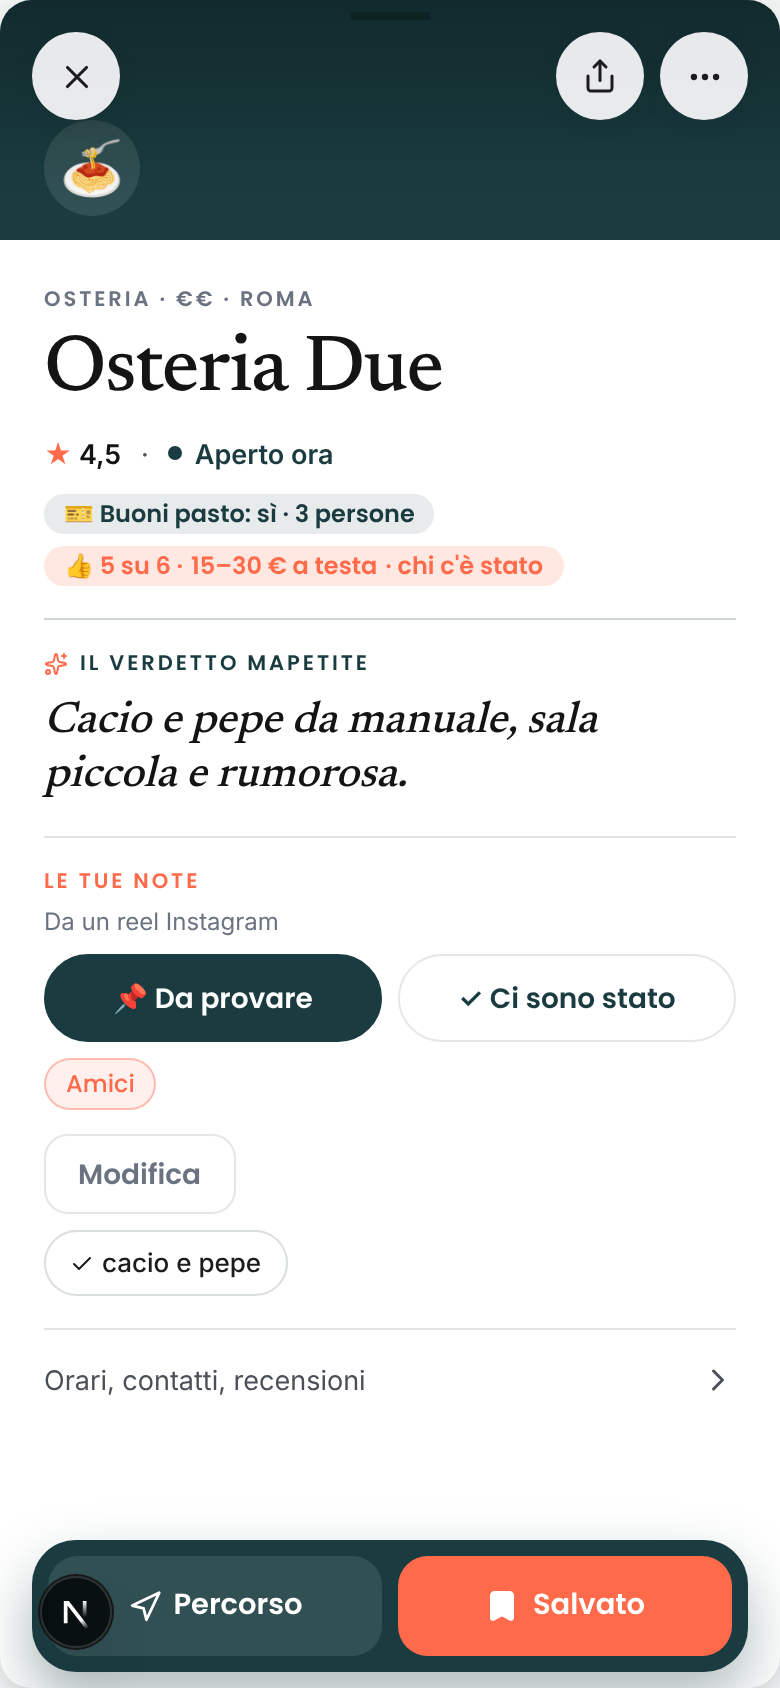 OSTERIA · €€ · ROMA
Osteria Due
★ 4,5 · ● Aperto ora
🎫 Buoni pasto: sì · 3 persone
👍 5 su 6 · 15–30 € a testa · chi c'è stato
IL VERDETTO MAPETITE
Cacio e pepe da manuale, sala
piccola e rumorosa.
LE TUE NOTE
Da un reel Instagram
📌 Da provare
✓ Ci sono stato
Amici
Modifica
✓ cacio e pepe
Orari, contatti, recensioni
N
Percorso
Salvato